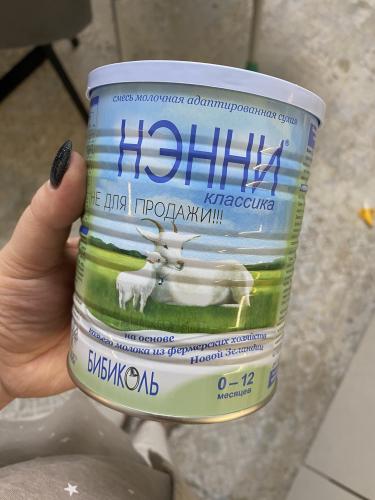 смесь молочная адаптированная сухая
НЭННИ®
классика
НЕ ДЛЯ ПРОДАЖИ!!!
на основе
козьего молока из фермерских хозяйств
Новой Зеландии
БИБИКОЛЬ
0–12
месяцев